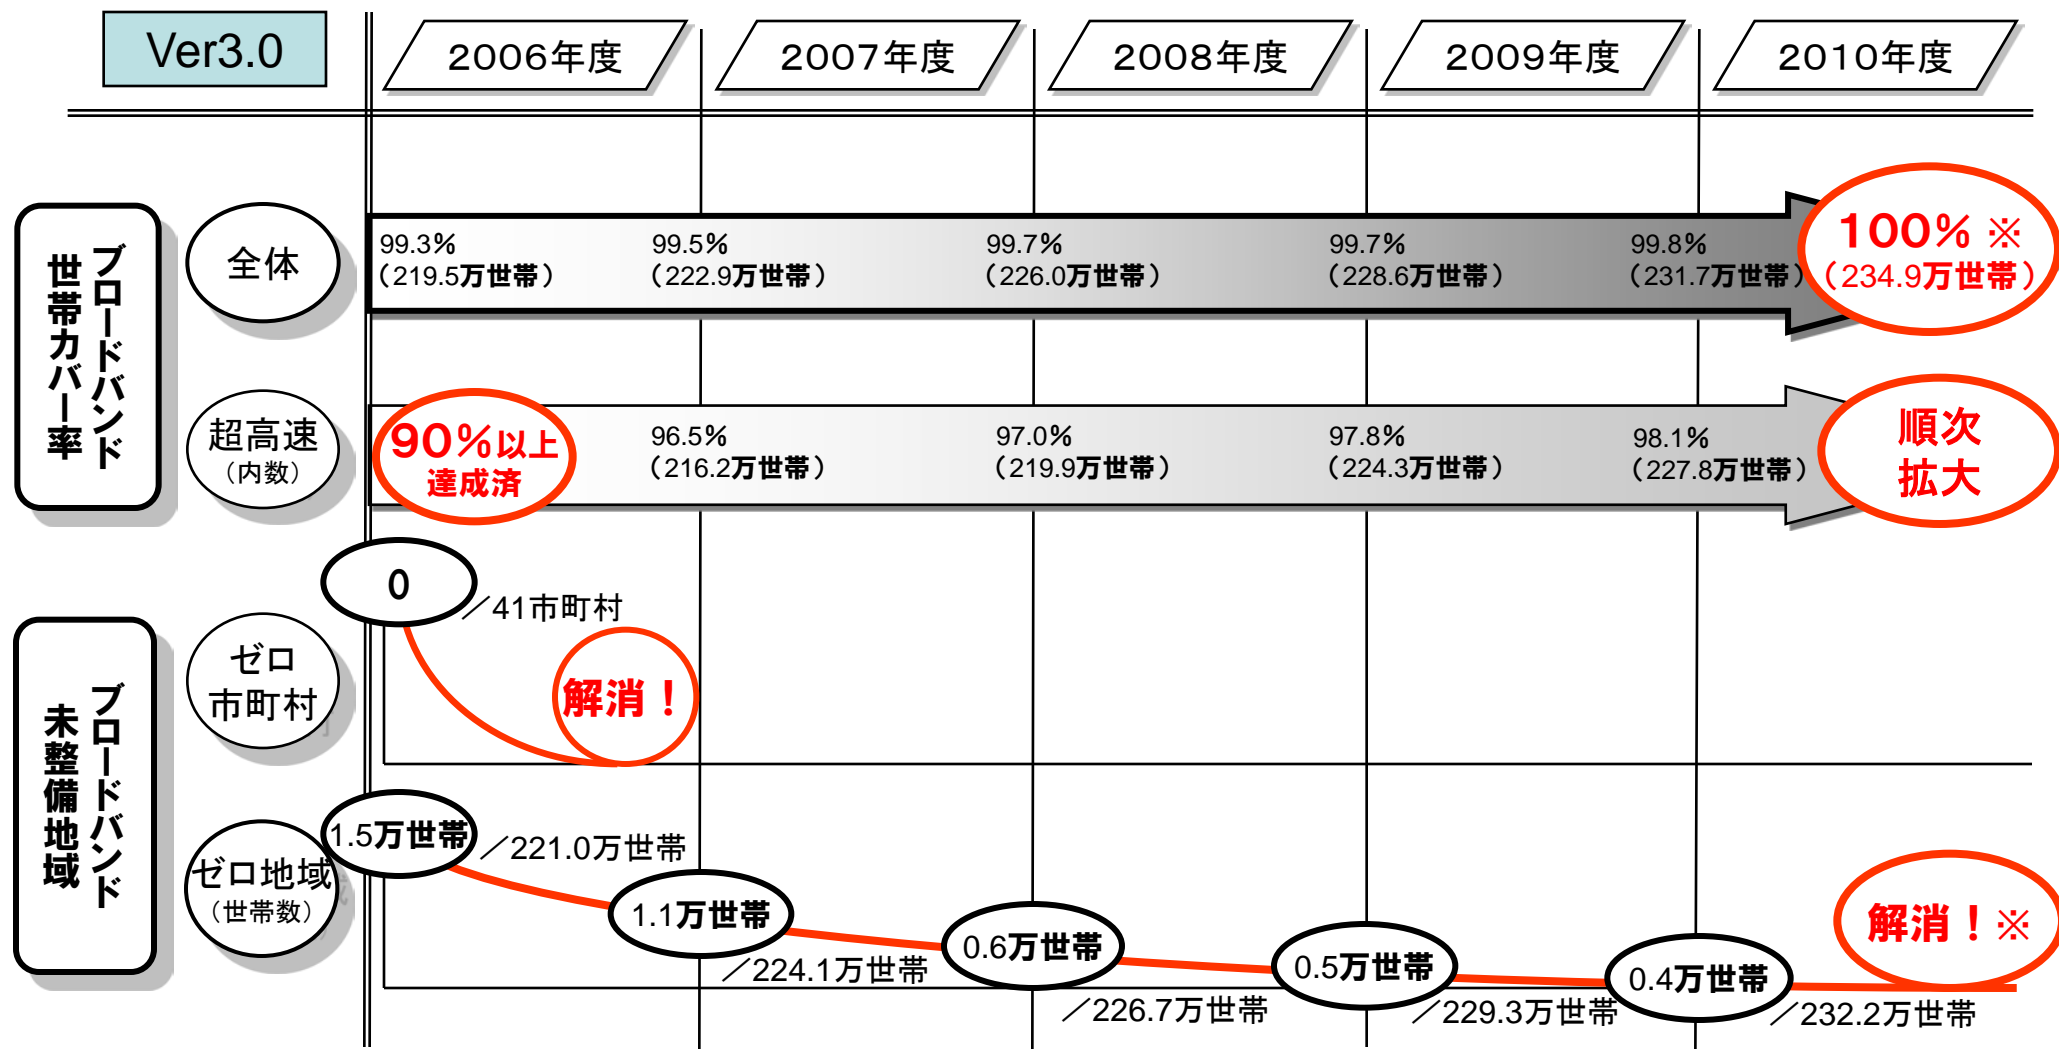 Ver3.0
2006年度
2007年度
2008年度
2009年度
2010年度
ブロードバンド
世帯カバー率
全体
99.3%
（219.5万世帯）
99.5%
（222.9万世帯）
99.7%
（226.0万世帯）
99.7%
（228.6万世帯）
99.8%
（231.7万世帯）
100%※
（234.9万世帯）
超高速
（内数）
90%以上
達成済
96.5%
（216.2万世帯）
97.0%
（219.9万世帯）
97.8%
（224.3万世帯）
98.1%
（227.8万世帯）
順次
拡大
ブロードバンド
未整備地域
ゼロ
市町村
0
／41市町村
解消！
ゼロ地域
（世帯数）
1.5万世帯
／221.0万世帯
1.1万世帯
／224.1万世帯
0.6万世帯
／226.7万世帯
0.5万世帯
／229.3万世帯
0.4万世帯
／232.2万世帯
解消！※